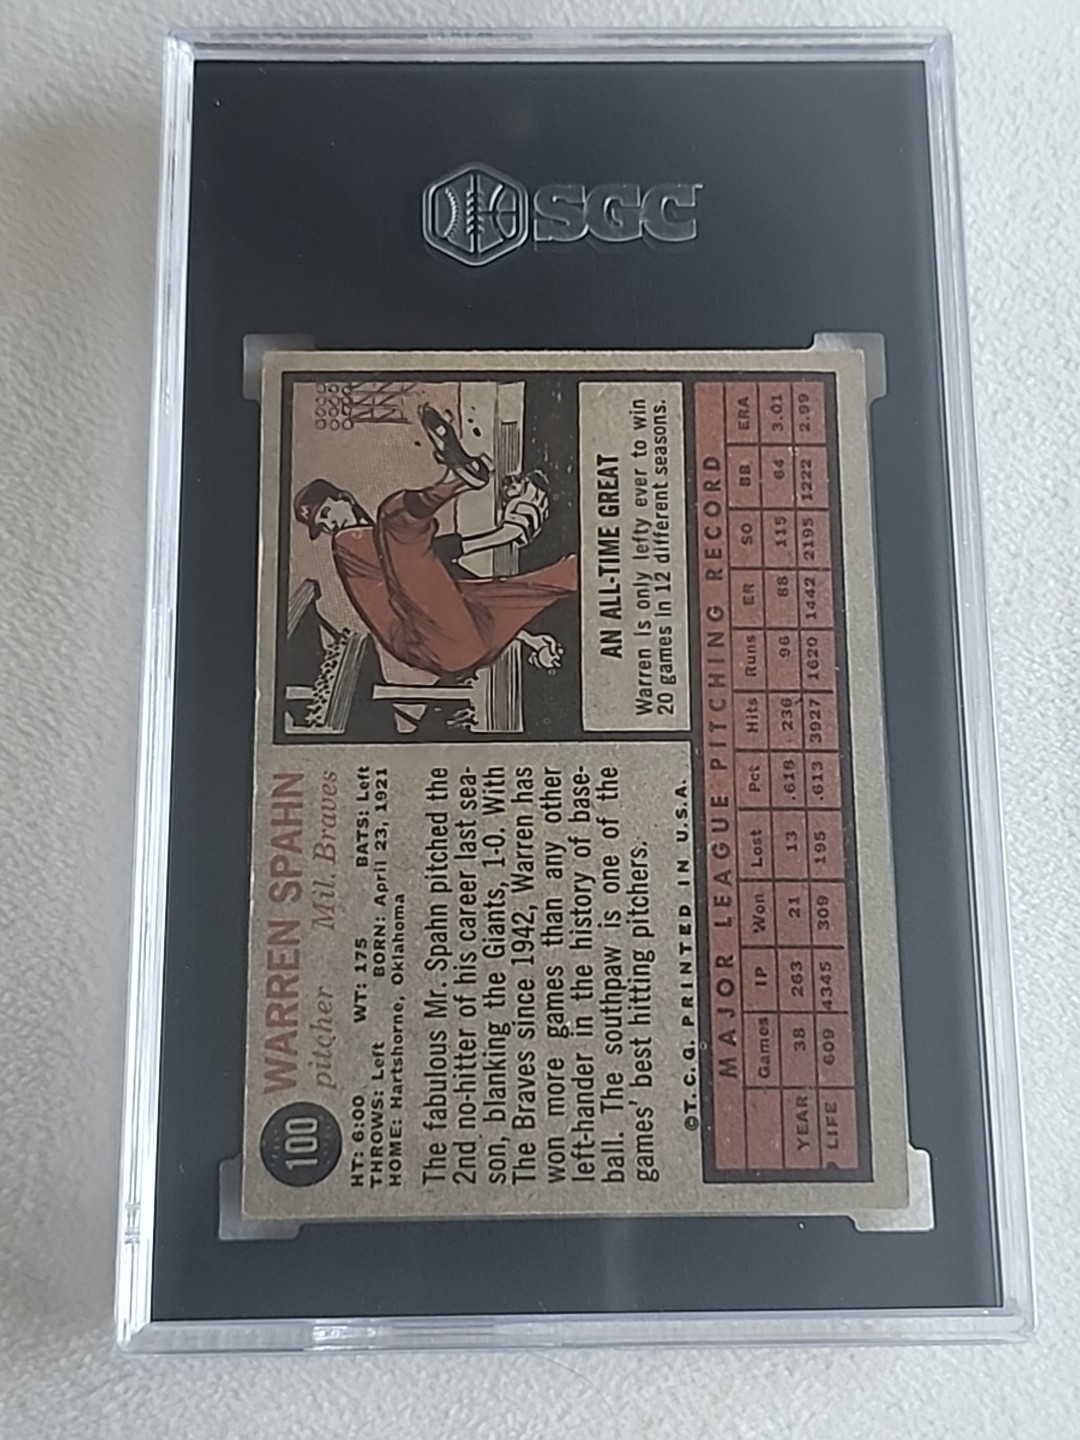 SGC
100
WARREN SPAHN
pitcher Mil. Braves
HT: 6:00 WT: 175 BATS: Left
THROWS: Left BORN: April 23, 1921
HOME: Hartshorne, Oklahoma
The fabulous Mr. Spahn pitched the
2nd no-hitter of his career last sea-
son, blanking the Giants, 1-0. With
The Braves since 1942, Warren has
won more games than any other
left-hander in the history of base-
ball. The southpaw is one of the
games' best hitting pitchers.
©T.C.G. PRINTED IN U.S.A.
M
AN ALL-TIME GREAT
Warren is only lefty ever to win
20 games in 12 different seasons.
MAJOR LEAGUE PITCHING RECORD
Games IP Won Lost Pct Hits Runs ER SO BB ERA
YEAR 38 263 21 13 .618 236 96 88 115 64 3.01
LIFE 609 4345 309 195 .613 3927 1620 1442 2195 1222 2.99